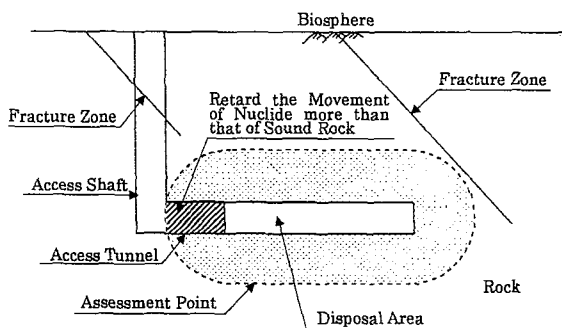 Biosphere
Fracture Zone
Fracture Zone
Retard the Movement
of Nuclide more than
that of Sound Rock
Access Shaft
Access Tunnel
Assessment Point
Rock
Disposal Area